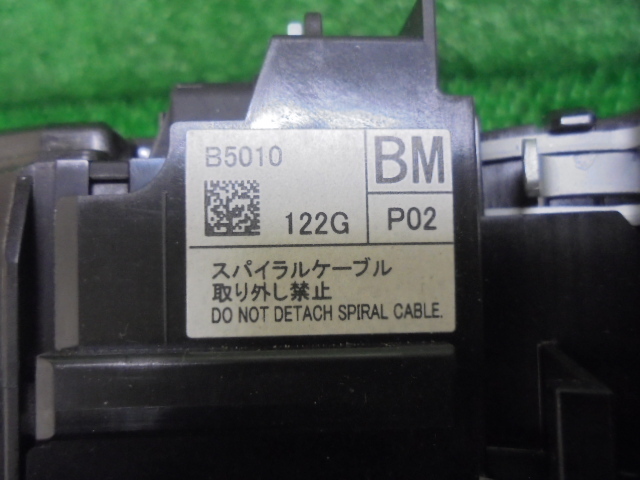 B5010
BM
122G
P02
スパイラルケーブル
取り外し禁止
DO NOT DETACH SPIRAL CABLE.